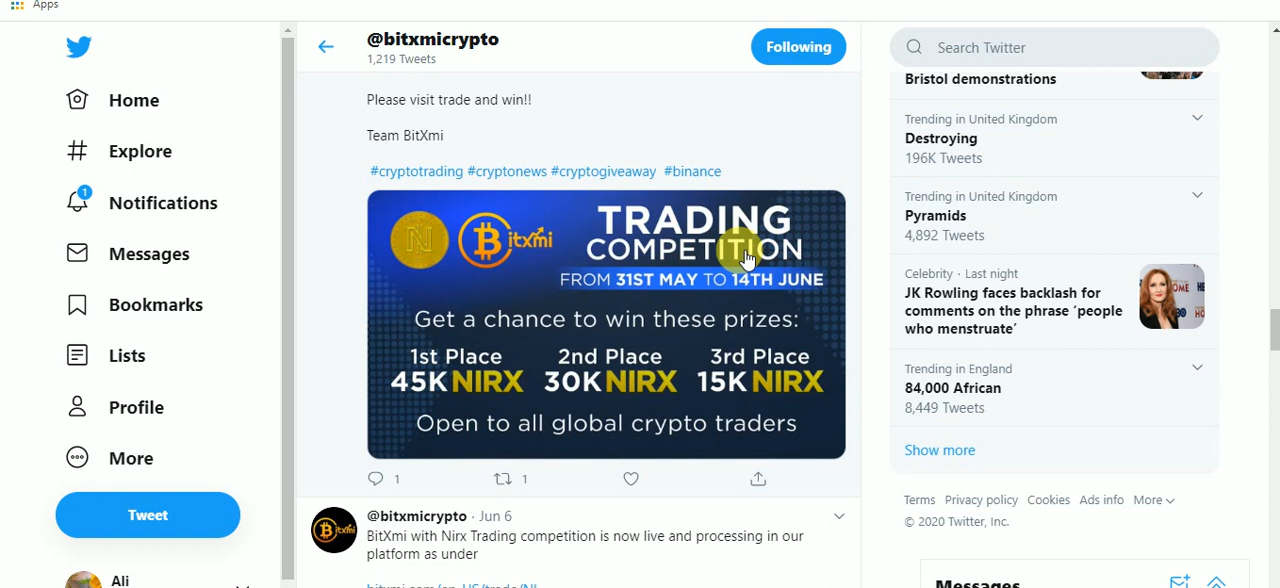 Apps
Home
Explore
1
Notifications
Messages
Bookmarks
Lists
Profile
More
Tweet
Ali
@bitxmicrypto
1,219 Tweets
Following
Please visit trade and win!!
Team BitXmi
#cryptotrading #cryptonews #cryptogiveaway #binance
N
Bitxmi
TRADING
COMPETITION
FROM 31ST MAY TO 14TH JUNE
Get a chance to win these prizes:
1st Place 2nd Place 3rd Place
45K NIRX 30K NIRX 15K NIRX
Open to all global crypto traders
1 1
Bitxmi
@bitxmicrypto · Jun 6
BitXmi with Nirx Trading competition is now live and processing in our
platform as under
Search Twitter
Bristol demonstrations
Trending in United Kingdom
Destroying
196K Tweets
Trending in United Kingdom
Pyramids
4,892 Tweets
Celebrity · Last night
JK Rowling faces backlash for
comments on the phrase ‘people
who menstruate’
Trending in England
84,000 African
8,449 Tweets
Show more
Terms Privacy policy Cookies Ads info More
© 2020 Twitter, Inc.
Messages